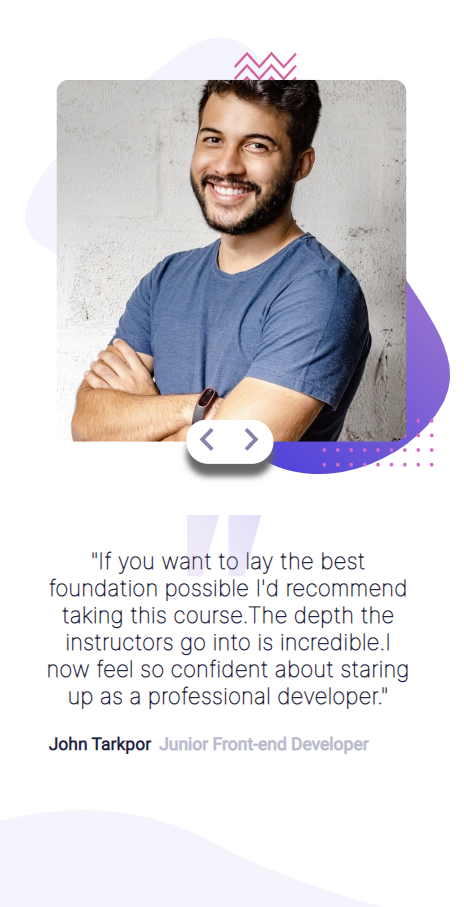 "If you want to lay the best
foundation possible I'd recommend
taking this course.The depth the
instructors go into is incredible.I
now feel so confident about staring
up as a professional developer."
John Tarkpor Junior Front-end Developer